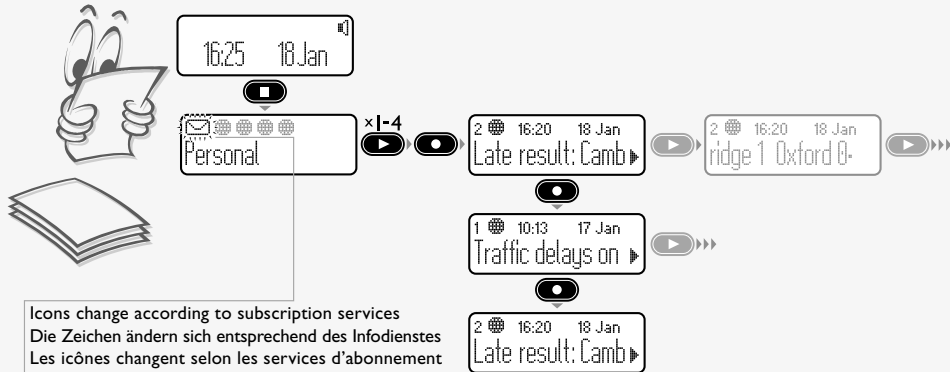 16:25 18 Jan
Personal
×1-4
2 16:20 18 Jan
Late result: Camb
2 16:20 18 Jan
ridge 1 Oxford 0.
1 10:13 17 Jan
Traffic delays on
2 16:20 18 Jan
Late result: Camb
Icons change according to subscription services
Die Zeichen ändern sich entsprechend des Infodienstes
Les icônes changent selon les services d'abonnement